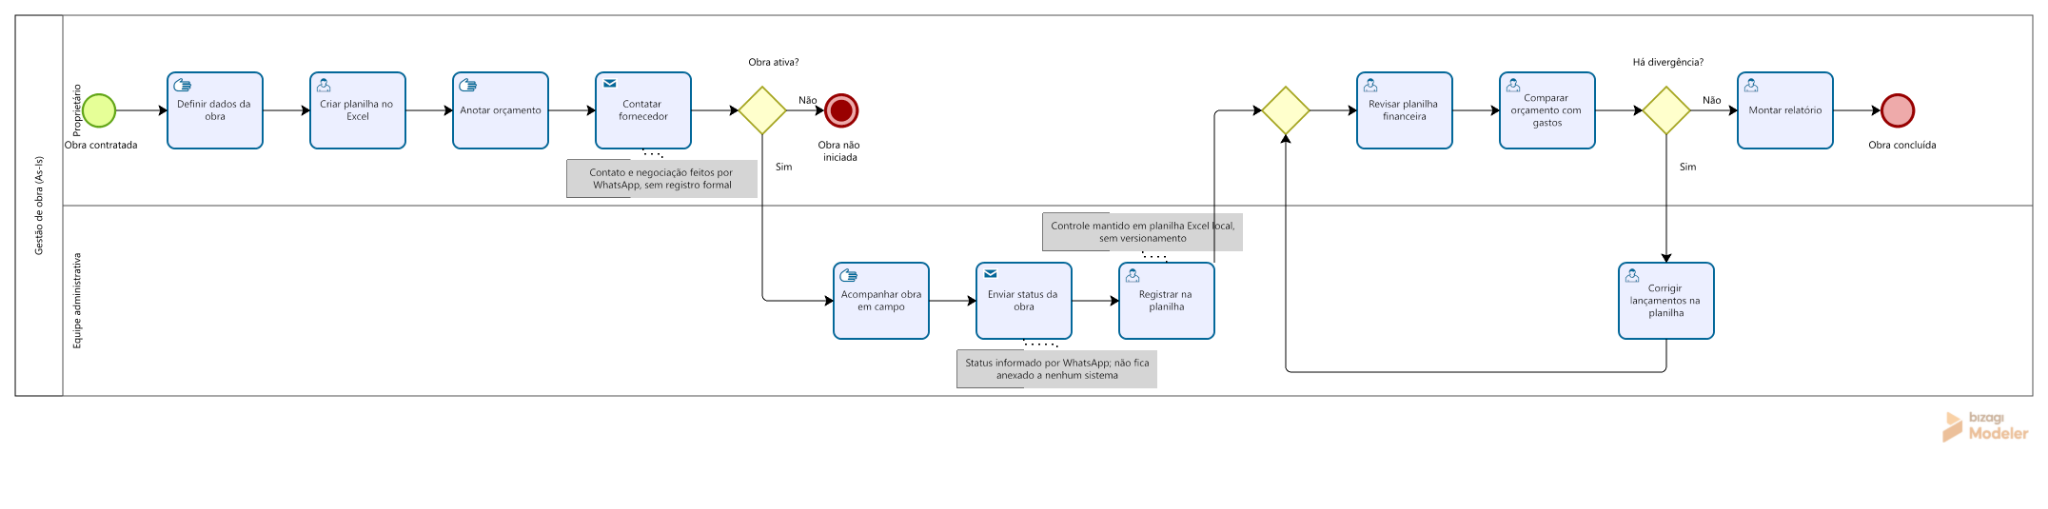 Gestão de obra (As-Is)
Proprietário
Obra contratada
Definir dados da
obra
Criar planilha no
Excel
Anotar orçamento
Contatar
fornecedor
Contato e negociação feitos por
WhatsApp, sem registro formal
Obra ativa?
Não
Sim
Obra não
iniciada
Revisar planilha
financeira
Comparar
orçamento com
gastos
Há divergência?
Não
Sim
Montar relatório
Obra concluída
Equipe administrativa
Acompanhar obra
em campo
Enviar status da
obra
Status informado por WhatsApp; não fica
anexado a nenhum sistema
Controle mantido em planilha Excel local,
sem versionamento
Registrar na
planilha
Corrigir
lançamentos na
planilha
bizagi
Modeler